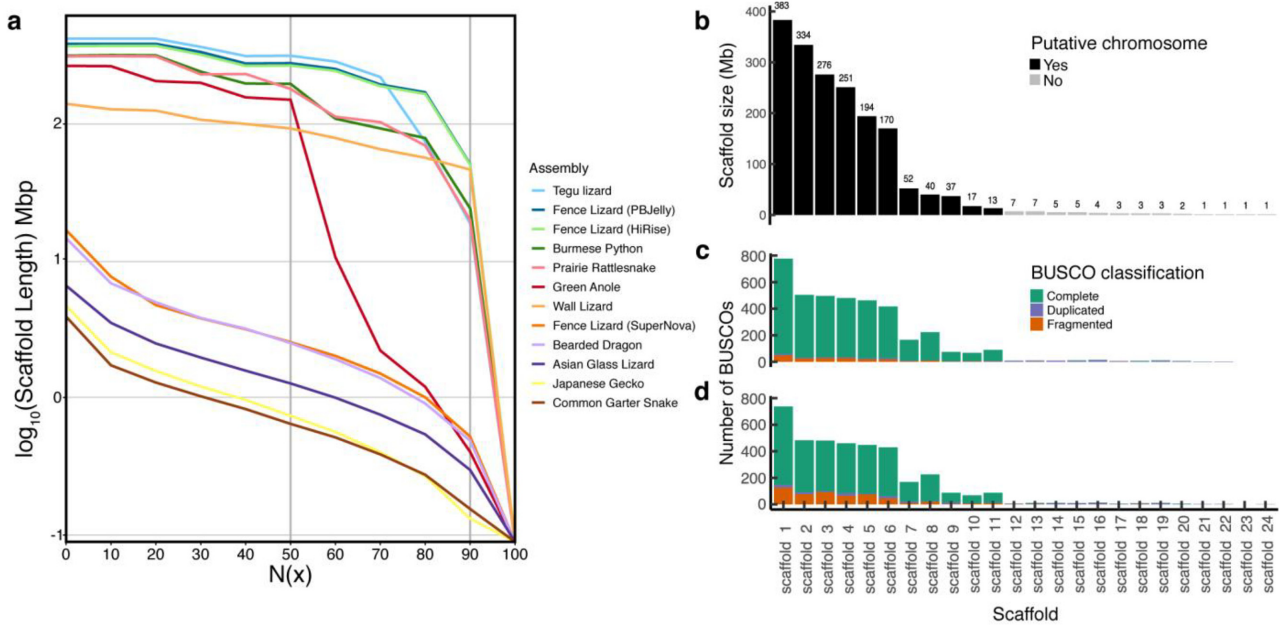 a
log10(Scaffold Length) Mbp
2
1
0
-1
0 10 20 30 40 50 60 70 80 90 100
N(x)
Assembly
Tegu lizard
Fence Lizard (PBJelly)
Fence Lizard (HiRise)
Burmese Python
Prairie Rattlesnake
Green Anole
Wall Lizard
Fence Lizard (SuperNova)
Bearded Dragon
Asian Glass Lizard
Japanese Gecko
Common Garter Snake
b
Scaffold size (Mb)
400
300
200
100
0
383 334 276 251 194 170 52 40 37 17 13 7 7 5 5 4 3 3 3 2 1 1 1 1
Putative chromosome
Yes
No
c
Number of BUSCOs
800
600
400
200
0
BUSCO classification
Complete
Duplicated
Fragmented
d
800
600
400
200
0
scaffold 1
scaffold 2
scaffold 3
scaffold 4
scaffold 5
scaffold 6
scaffold 7
scaffold 8
scaffold 9
scaffold 10
scaffold 11
scaffold 12
scaffold 13
scaffold 14
scaffold 15
scaffold 16
scaffold 17
scaffold 18
scaffold 19
scaffold 20
scaffold 21
scaffold 22
scaffold 23
scaffold 24
Scaffold